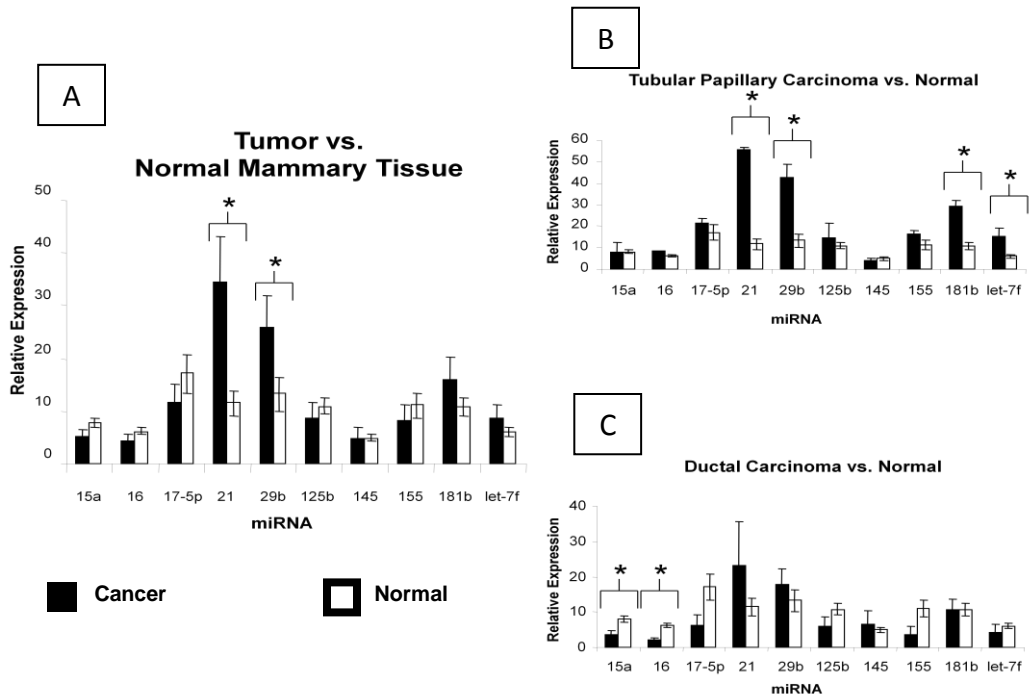 A
Tumor vs.
Normal Mammary Tissue
Relative Expression
50
40
30
20
10
0
*
*
15a 16 17-5p 21 29b 125b 145 155 181b let-7f
miRNA
Cancer
Normal
B
Tubular Papillary Carcinoma vs. Normal
Relative Expression
60
50
40
30
20
10
0
*
*
*
*
15a 16 17-5p 21 29b 125b 145 155 181b let-7f
miRNA
C
Ductal Carcinoma vs. Normal
Relative Expression
40
30
20
10
0
*
*
15a 16 17-5p 21 29b 125b 145 155 181b let-7f
miRNA